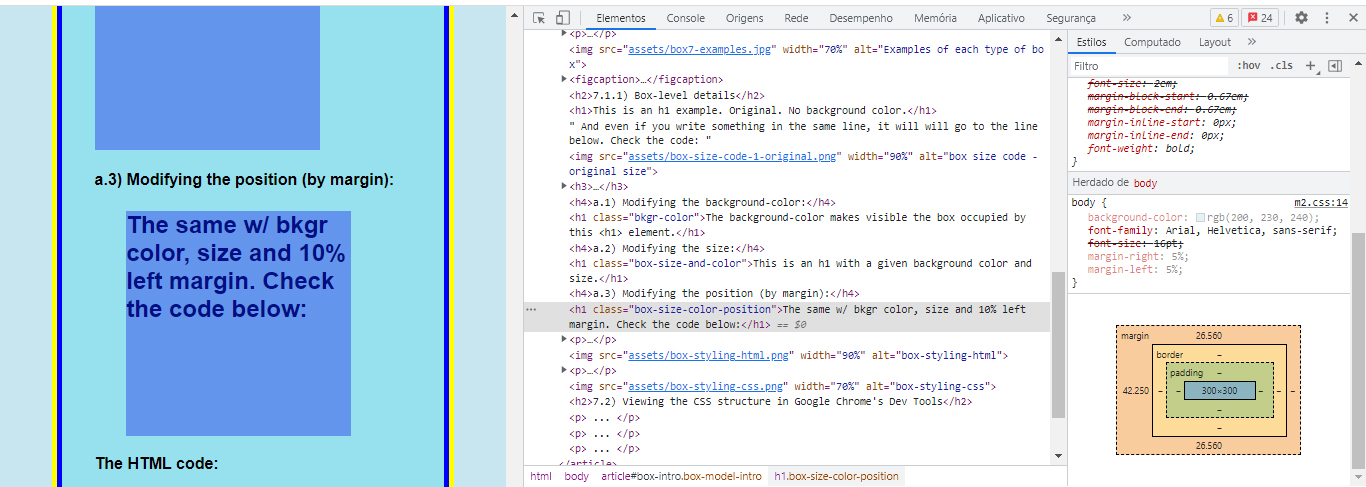 a.3) Modifying the position (by margin):
The same w/ bkgr
color, size and 10%
left margin. Check
the code below:
The HTML code:
Elementos Console Origens Rede Desempenho Memória Aplicativo Segurança » 6 24
<p>…</p>
<img src="assets/box7-examples.jpg" width="70%" alt="Examples of each type of bo
x">
<figcaption>…</figcaption>
<h2>7.1.1) Box-level details</h2>
<h1>This is an h1 example. Original. No background color.</h1>
" And even if you write something in the same line, it will will go to the line
below. Check the code: "
<img src="assets/box-size-code-1-original.png" width="90%" alt="box size code -
original size">
<h3>…</h3>
<h4>a.1) Modifying the background-color:</h4>
<h1 class="bkgr-color">The background-color makes visible the box occupied by
this <h1> element.</h1>
<h4>a.2) Modifying the size:</h4>
<h1 class="box-size-and-color">This is an h1 with a given background color and
size.</h1>
<h4>a.3) Modifying the position (by margin):</h4>
… <h1 class="box-size-color-position">The same w/ bkgr color, size and 10% left
margin. Check the code below:</h1> == $0
<p>…</p>
<img src="assets/box-styling-html.png" width="90%" alt="box-styling-html">
<p>…</p>
<img src="assets/box-styling-css.png" width="70%" alt="box-styling-css">
<h2>7.2) Viewing the CSS structure in Google Chrome's Dev Tools</h2>
<p> ... </p>
<p> ... </p>
<p> ... </p>
</article>
html body article#box-intro.box-model-intro h1.box-size-color-position
Estilos Computado Layout »
Filtro :hov .cls +
font-size: 2em;
margin-block-start: 0.67em;
margin-block-end: 0.67em;
margin-inline-start: 0px;
margin-inline-end: 0px;
font-weight: bold;
}
Herdado de body
body { m2.css:14
background-color: rgb(200, 230, 240);
font-family: Arial, Helvetica, sans-serif;
font-size: 16pt;
margin-right: 5%;
margin-left: 5%;
}
margin 26.560
border –
padding –
42.250 – – 300×300 – – –
–
–
26.560